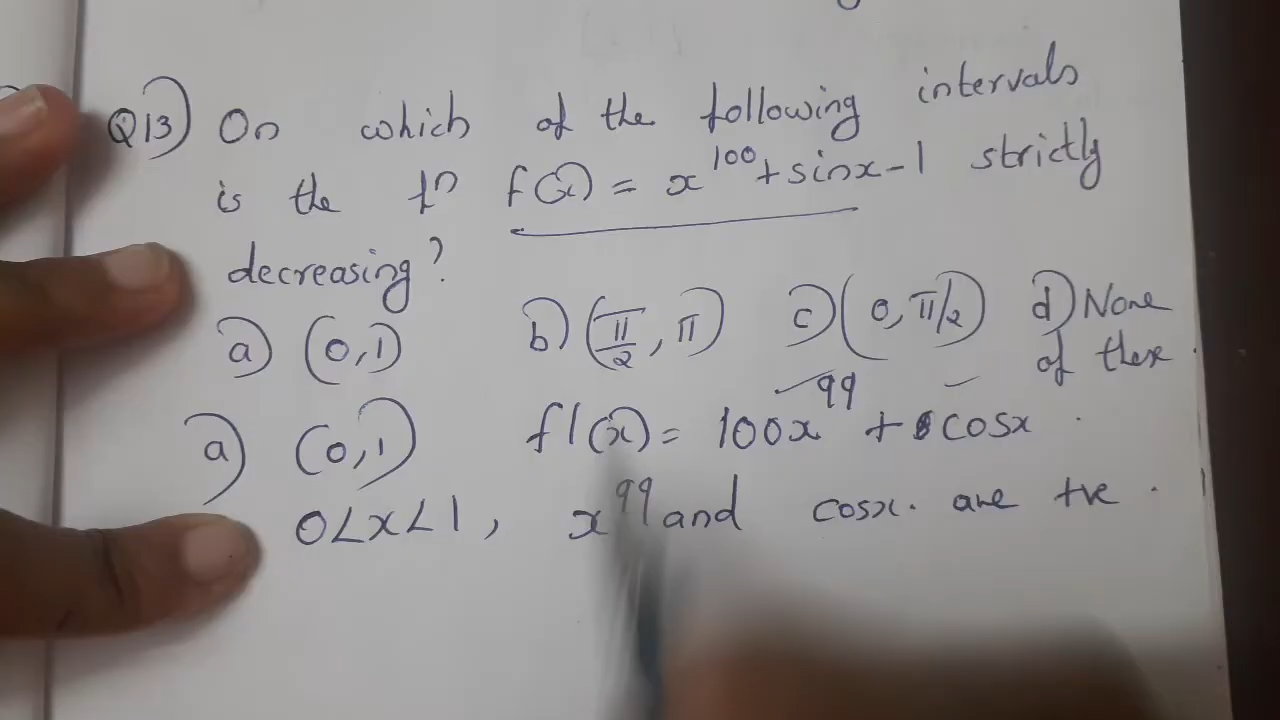 Q13) On which of the following intervals
is the fn f(x) = x^100 + sinx - 1 strictly
decreasing?
a) (0,1) b) (π/2, π) c) (0, π/2) d) None of these
a) (0,1) f'(x) = 100x^99 + cosx
0<x<1, x^99 and cosx. are +ve.